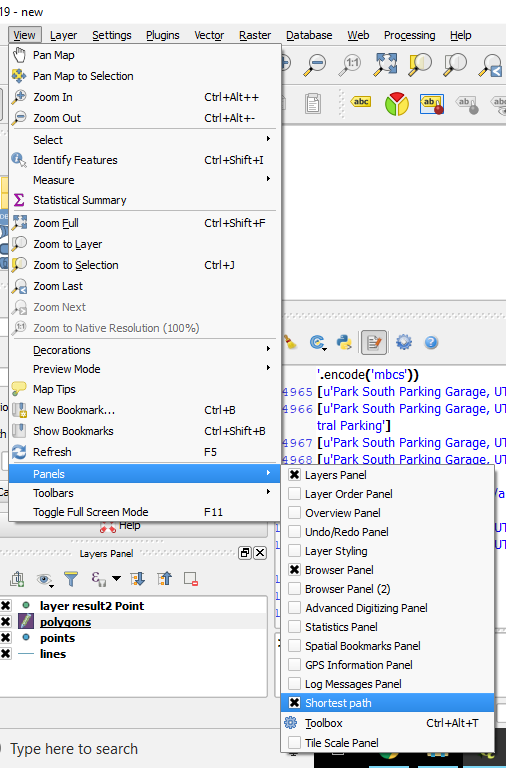 19 - new
View Layer Settings Plugins Vector Raster Database Web Processing Help
Pan Map
Pan Map to Selection
Zoom In Ctrl+Alt++
Zoom Out Ctrl+Alt+-
Select
Identify Features Ctrl+Shift+I
Measure
Statistical Summary
Zoom Full Ctrl+Shift+F
Zoom to Layer
Zoom to Selection Ctrl+J
Zoom Last
Zoom Next
Zoom to Native Resolution (100%)
Decorations
Preview Mode
Map Tips
New Bookmark... Ctrl+B
Show Bookmarks Ctrl+Shift+B
Refresh F5
Panels
Toolbars
Toggle Full Screen Mode F11
abc
'.encode('mbcs'))
4965 [u'Park South Parking Garage, UT
4966 [u'Park South Parking Garage, UT
tral Parking']
4967 [u'Park South Parking Garage, UT
4968 [u'Park South Parking Garage, UT
Layers Panel
Layer Order Panel
Overview Panel
Undo/Redo Panel
Layer Styling
Browser Panel
Browser Panel (2)
Advanced Digitizing Panel
Statistics Panel
Spatial Bookmarks Panel
GPS Information Panel
Log Messages Panel
Shortest path
Toolbox Ctrl+Alt+T
Tile Scale Panel
Help
Layers Panel
layer result2 Point
polygons
points
lines
Type here to search